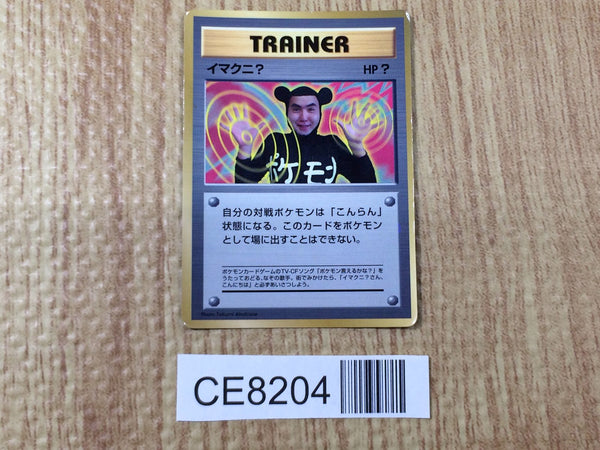 TRAINER
イマクニ? HP?
ポケモン
自分の対戦ポケモンは「こんらん」
状態になる。このカードをポケモン
として場に出すことはできない。
ポケモンカードゲームのTV-CFソング「ポケモン言えるかな?」を
うたっておどる、なぞの歌手。街でみかけたら、「イマクニ?さん、
こんにちは」と必ずあいさつしよう。
Photo: Takumi Akabane
CE8204